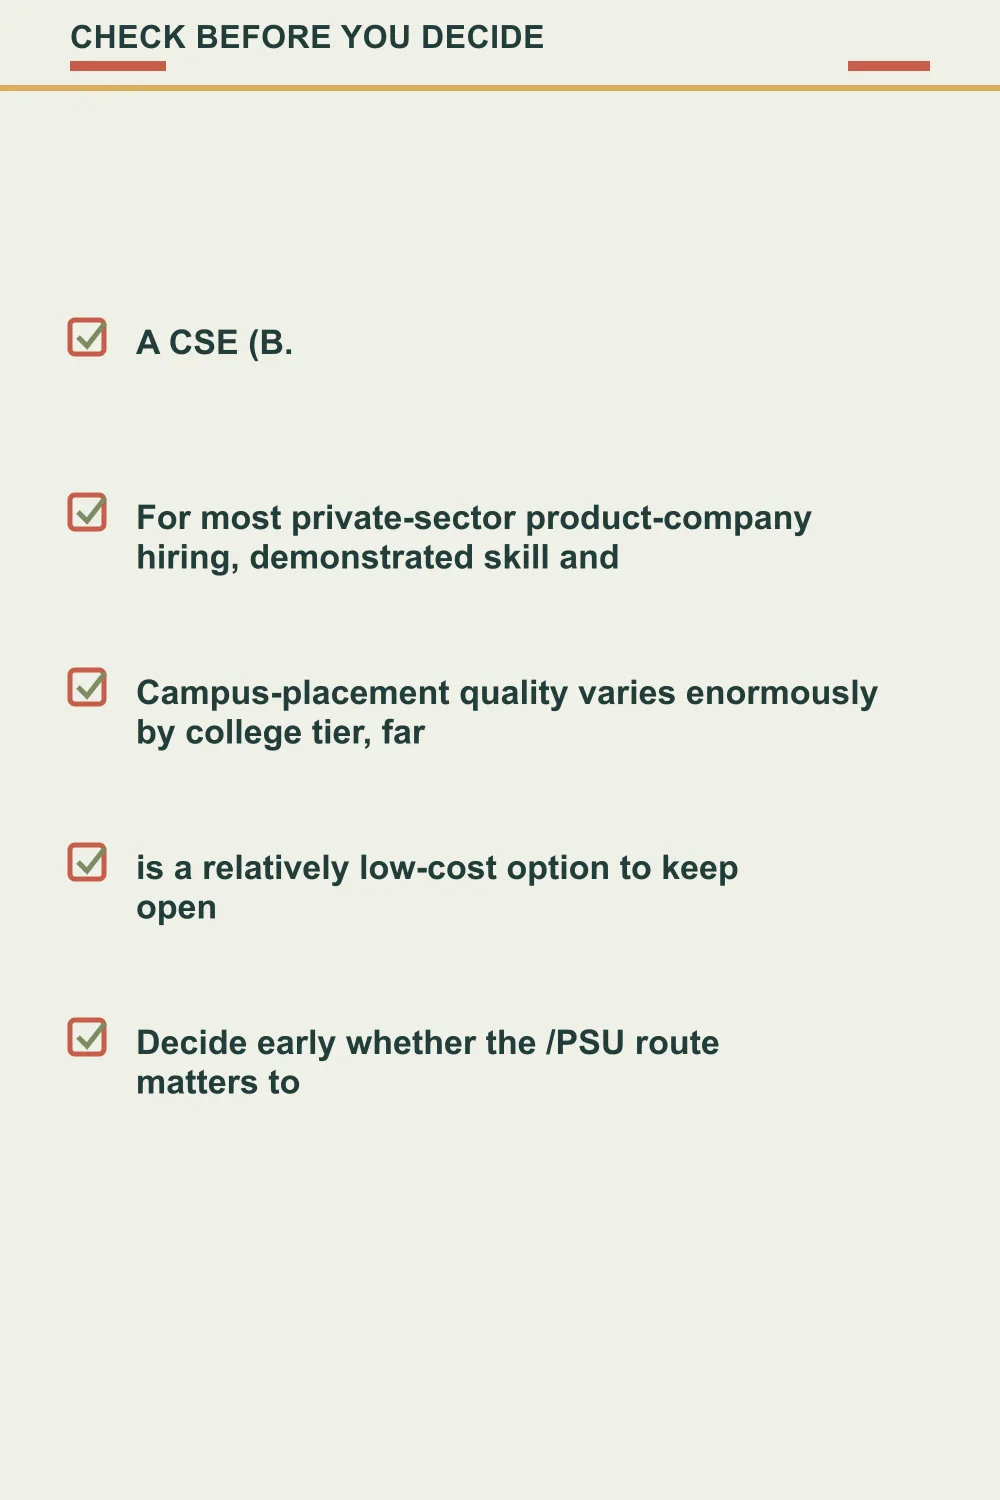 CHECK BEFORE YOU DECIDE
A CSE (B.
For most private-sector product-company
hiring, demonstrated skill and
Campus-placement quality varies enormously
by college tier, far
is a relatively low-cost option to keep
open
Decide early whether the /PSU route
matters to